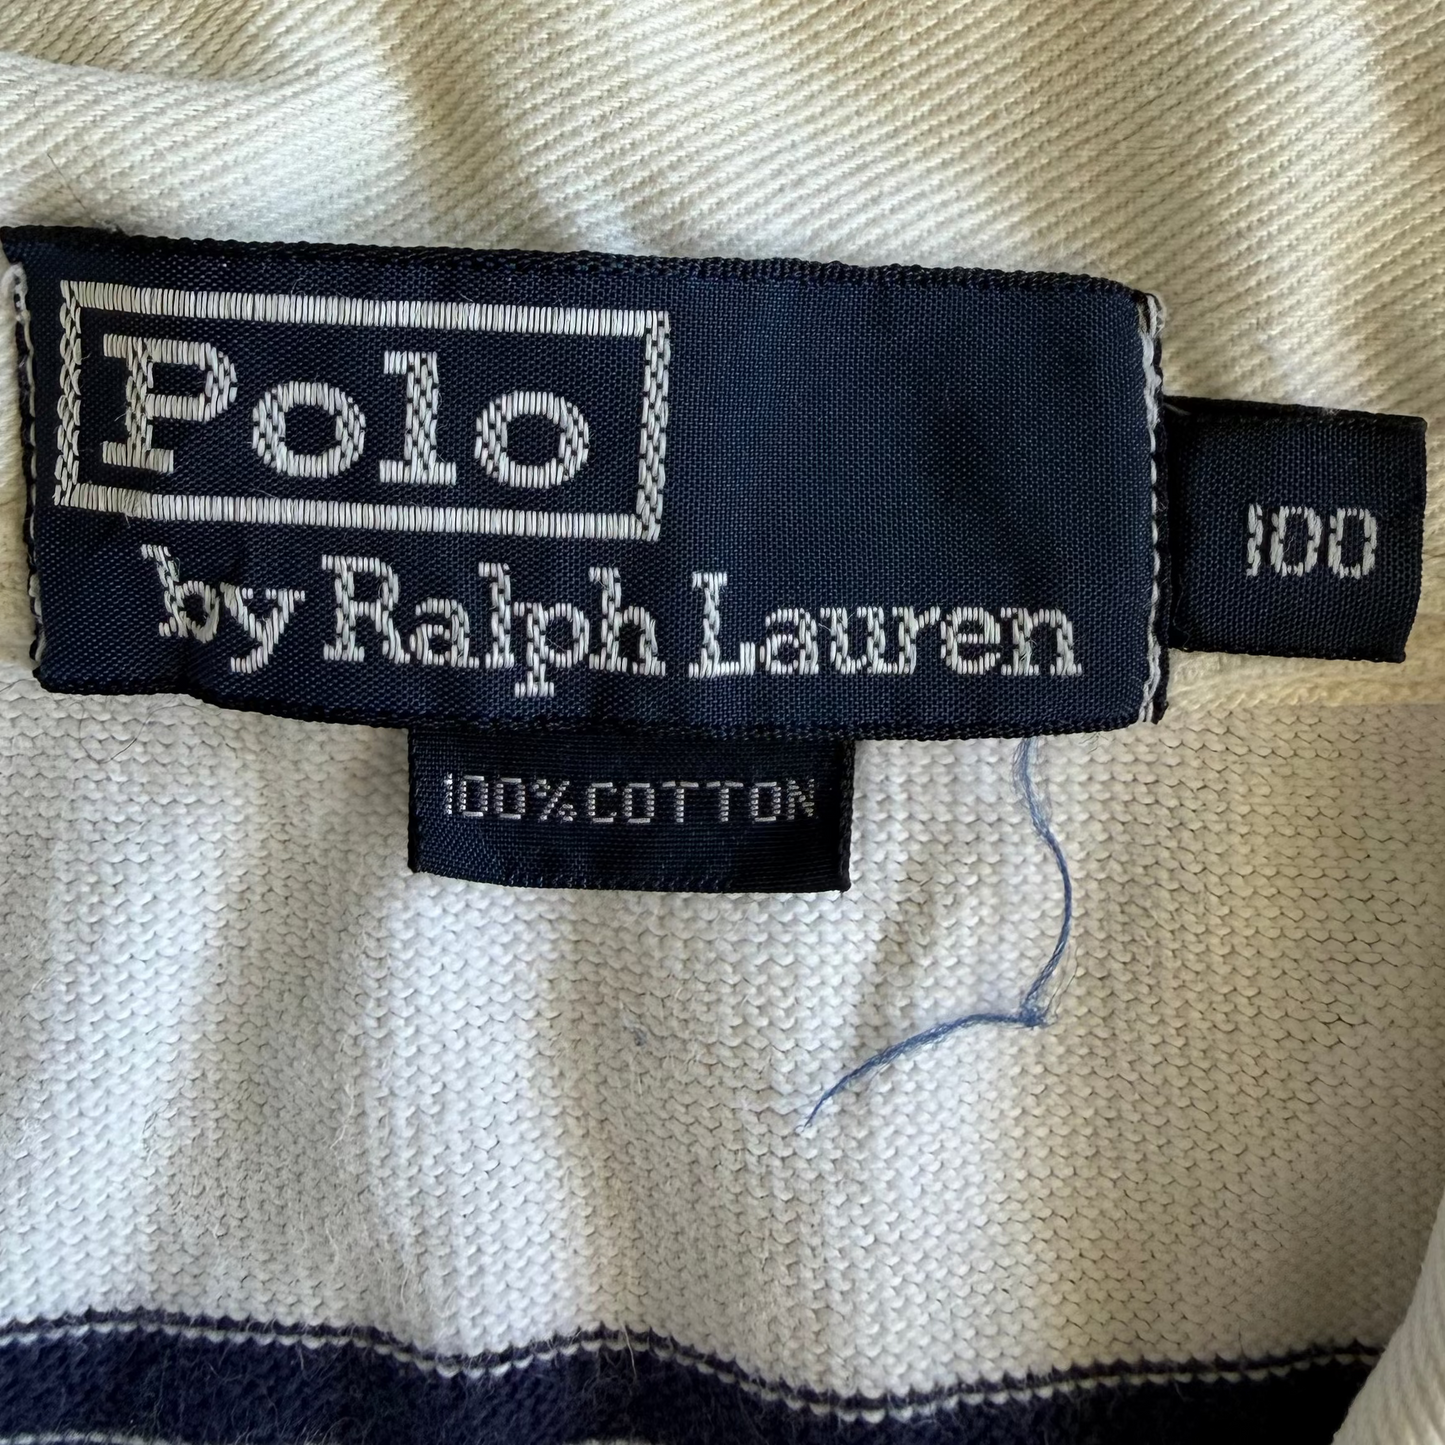 Polo
by Ralph Lauren
100
100%COTTON